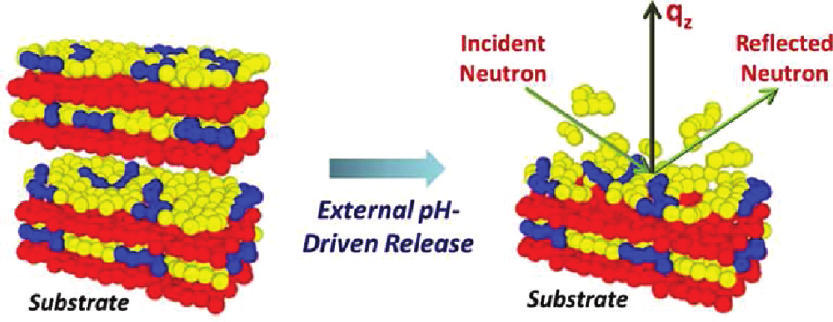 q_z
Incident
Neutron
Reflected
Neutron
External pH-
Driven Release
Substrate
Substrate